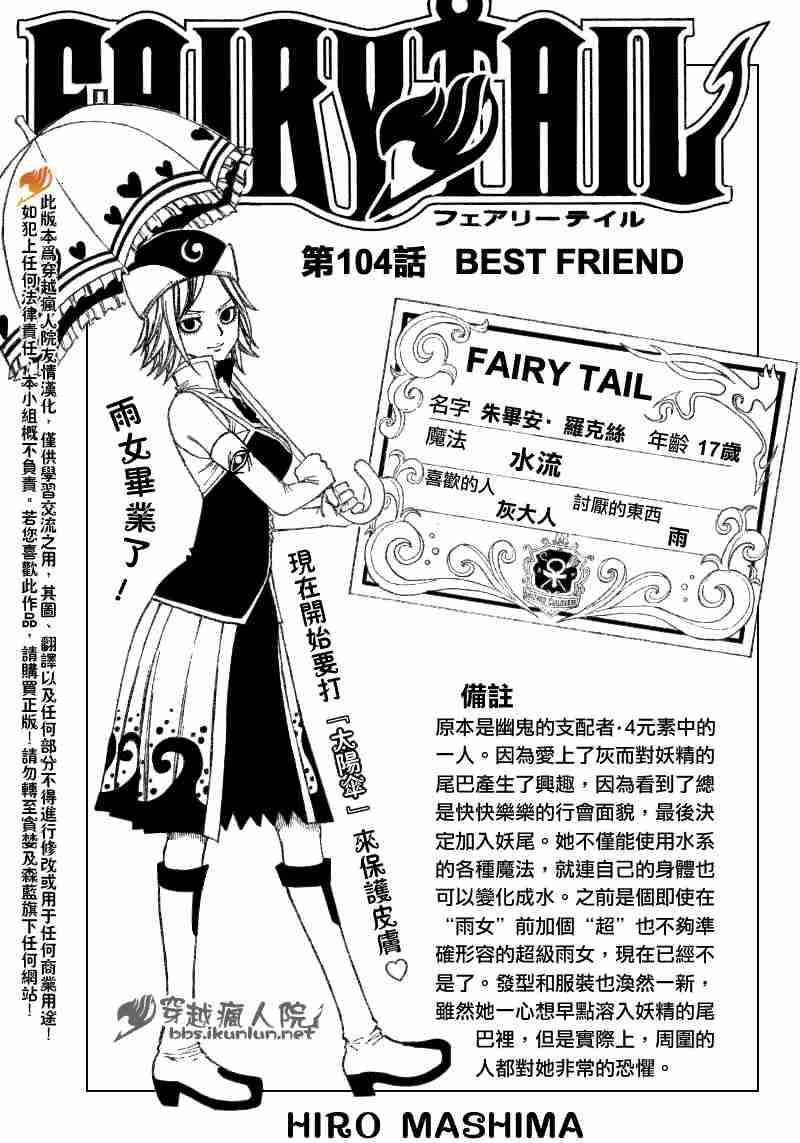 FAIRY TAIL
フェアリーテイル
第104話 BEST FRIEND
FAIRY TAIL
名字 朱畢安·羅克絲 年齡 17歲
魔法 水流
喜歡的人 灰大人
討厭的東西 雨
雨女畢業了！
現在開始要打「太陽傘」來保護皮膚♡
備註
原本是幽鬼的支配者·4元素中的
一人。因為愛上了灰而對妖精的
尾巴產生了興趣，因為看到了總
是快快樂樂的行會面貌，最後決
定加入妖尾。她不僅能使用水系
的各種魔法，就連自己的身體也
可以變化成水。之前是個即使在
“雨女”前加個“超”也不夠準
確形容的超級雨女，現在已經不
是了。發型和服裝也渙然一新，
雖然她一心想早點溶入妖精的尾
巴裡，但是實際上，周圍的
人都對她非常的恐懼。
此版本爲穿越瘋人院友情漢化，僅供學習交流之用，其圖、翻譯以及任何部分不得進行修改或用于任何商業用途！
如犯上任何法律責任，本小組概不負責。若您喜歡此作品，請購買正版！請勿轉至貪婪及森藍旗下任何網站！
穿越瘋人院
bbs.ikunlun.net
HIRO MASHIMA